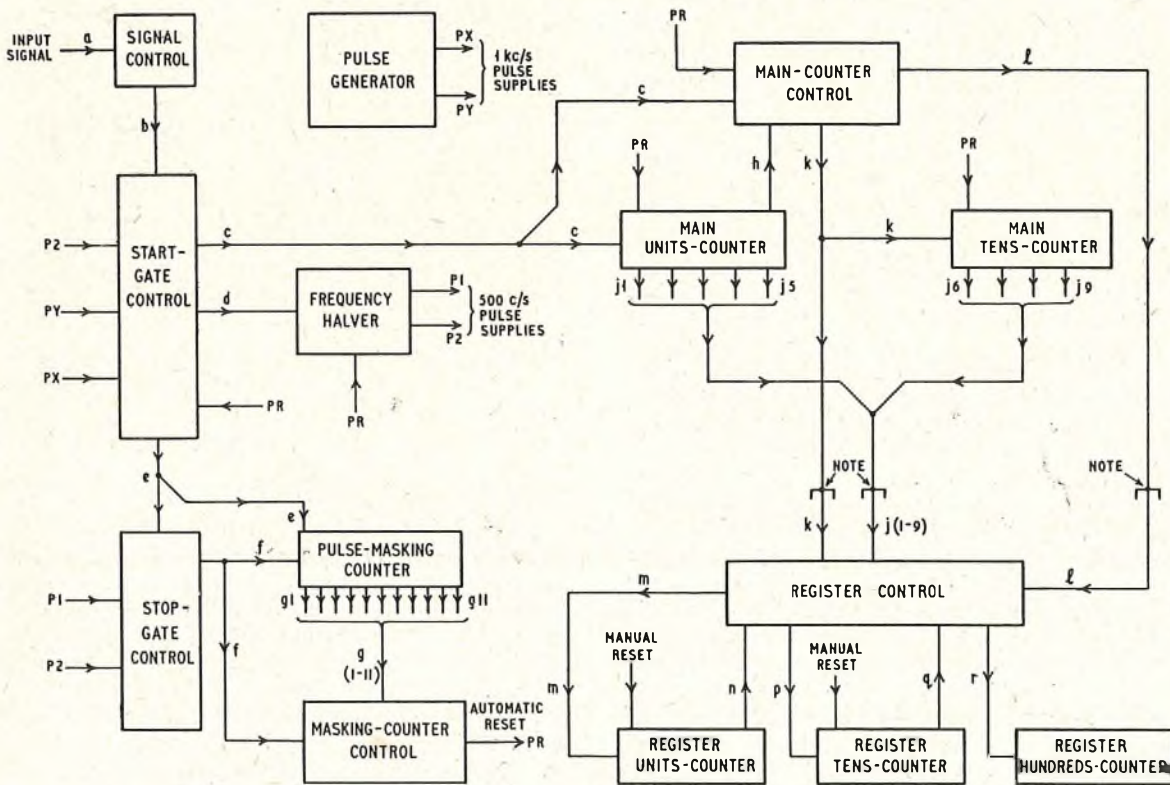 INPUT
SIGNAL
a
SIGNAL
CONTROL
b
PULSE
GENERATOR
PX
PY
1 kc/s
PULSE
SUPPLIES
PR
MAIN-COUNTER
CONTROL
l
c
h
k
PR
PR
P2
PY
PX
START-
GATE
CONTROL
c
c
MAIN
UNITS-COUNTER
k
MAIN
TENS-COUNTER
j1
j5
j6
j9
d
FREQUENCY
HALVER
P1
P2
500 c/s
PULSE
SUPPLIES
PR
PR
e
e
NOTE
NOTE
k
j(1-9)
P1
P2
STOP-
GATE
CONTROL
f
PULSE-MASKING
COUNTER
g1
g11
f
g
(1-11)
MASKING-COUNTER
CONTROL
AUTOMATIC
RESET
PR
REGISTER CONTROL
l
m
MANUAL
RESET
MANUAL
RESET
m
n
p
q
r
REGISTER
UNITS-COUNTER
REGISTER
TENS-COUNTER
REGISTER
HUNDREDS-COUNTER